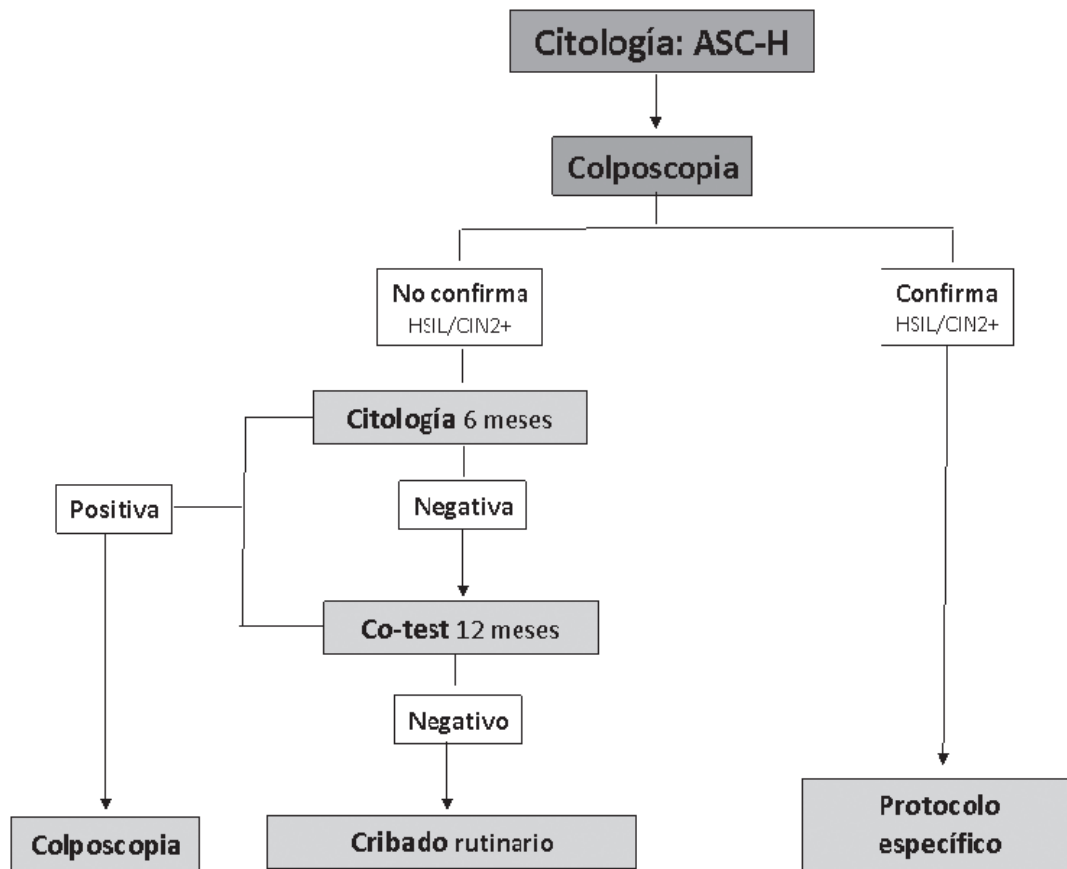 Citología: ASC-H
Colposcopia
No confirma
HSIL/CIN2+
Confirma
HSIL/CIN2+
Citología 6 meses
Positiva
Negativa
Co-test 12 meses
Negativo
Colposcopia
Cribado rutinario
Protocolo
específico